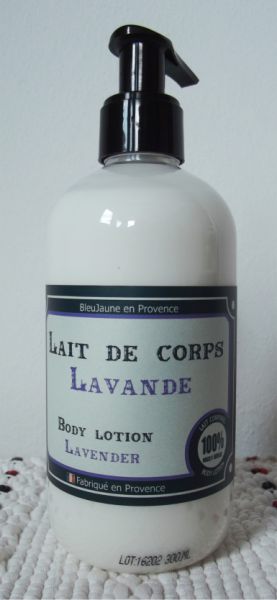 BleuJaune en Provence
LAIT DE CORPS
LAVANDE
BODY LOTION
LAVENDER
100%
Fabriqué en Provence
LOT:16202 300ML